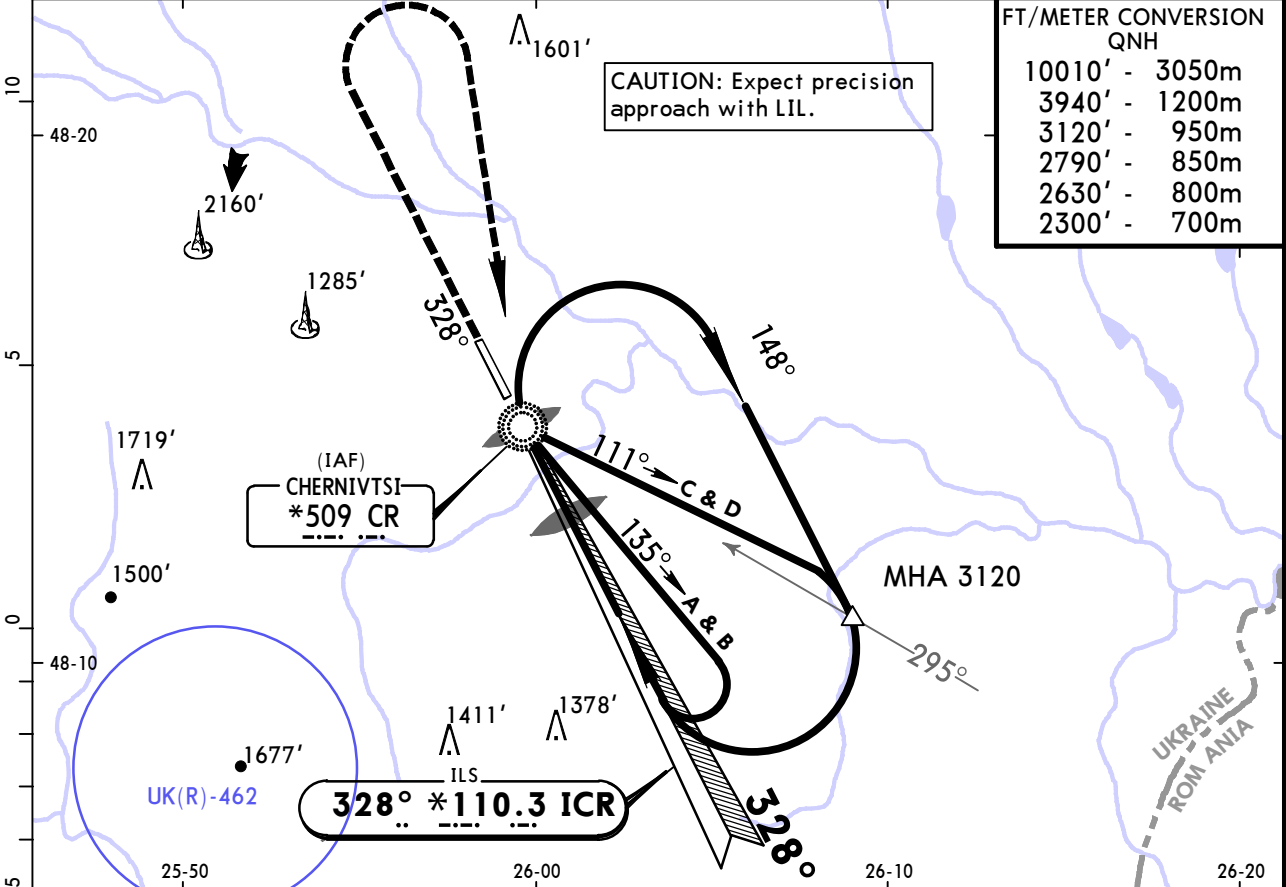 1601'
FT/METER CONVERSION
QNH
10010' - 3050m
3940' - 1200m
3120' - 950m
2790' - 850m
2630' - 800m
2300' - 700m
CAUTION: Expect precision
approach with LIL.
10
48-20
2160'
1285'
328°
148°
5
1719'
(IAF)
CHERNIVTSI
*509 CR
111° C & D
135° A & B
MHA 3120
1500'
0
48-10
295°
1411'
1378'
1677'
UK(R)-462
ILS
328° *110.3 ICR
328°
UKRAINE
ROMANIA
5
25-50
26-00
26-10
26-20